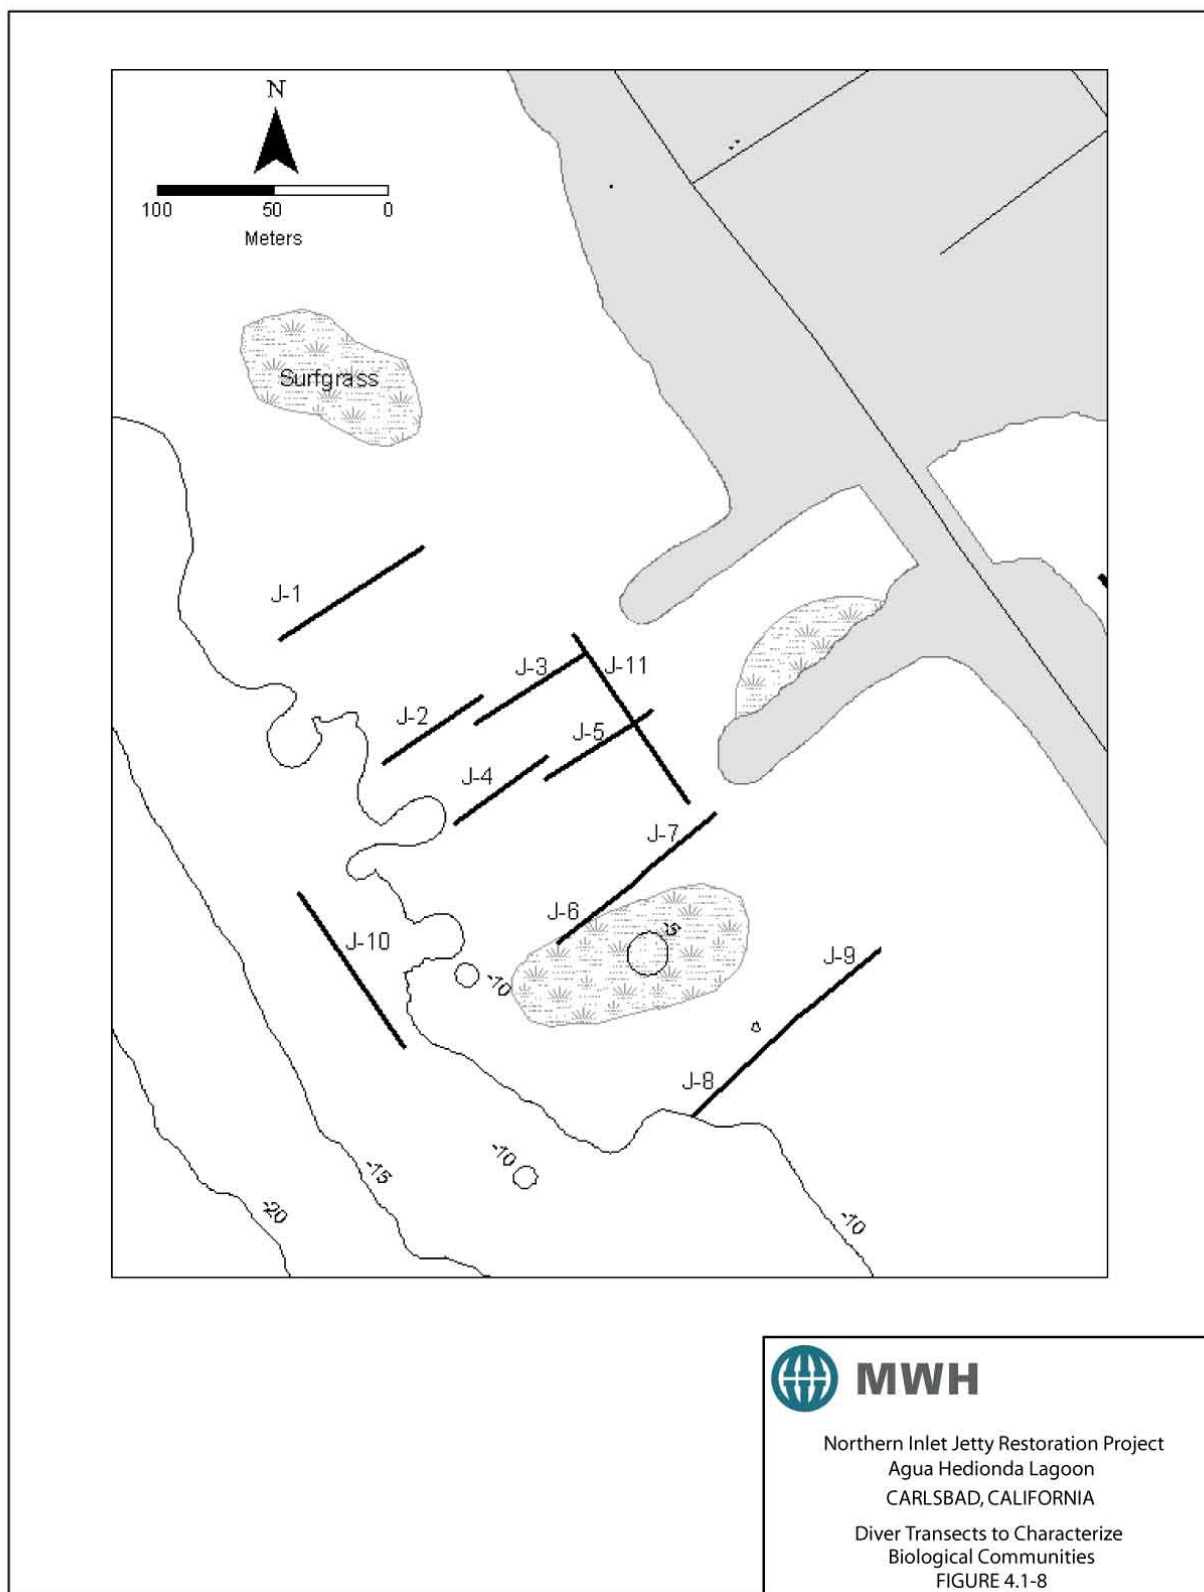 N
100 50 0
Meters
Surfgrass
J-1
J-3
J-11
J-2
J-5
J-4
J-7
J-6
J-10
-10
J-9
J-8
-10
-15
-20
-10
MWH
Northern Inlet Jetty Restoration Project
Agua Hedionda Lagoon
CARLSBAD, CALIFORNIA
Diver Transects to Characterize
Biological Communities
FIGURE 4.1-8